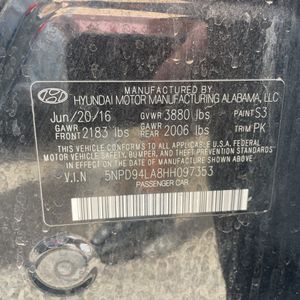 MANUFACTURED BY
HYUNDAI MOTOR MANUFACTURING ALABAMA, LLC
Jun/20/16 GVWR 3880 lbs PAINT S3
GAWR FRONT 2183 lbs GAWR REAR 2006 lbs TRIM PK
THIS VEHICLE CONFORMS TO ALL APPLICABLE U.S. FEDERAL
MOTOR VEHICLE SAFETY, BUMPER, AND THEFT PREVENTION
STANDARDS IN EFFECT ON THE DATE OF MANUFACTURE SHOWN
ABOVE.
V.I.N 5NPD94LA8HH097353
PASSENGER CAR